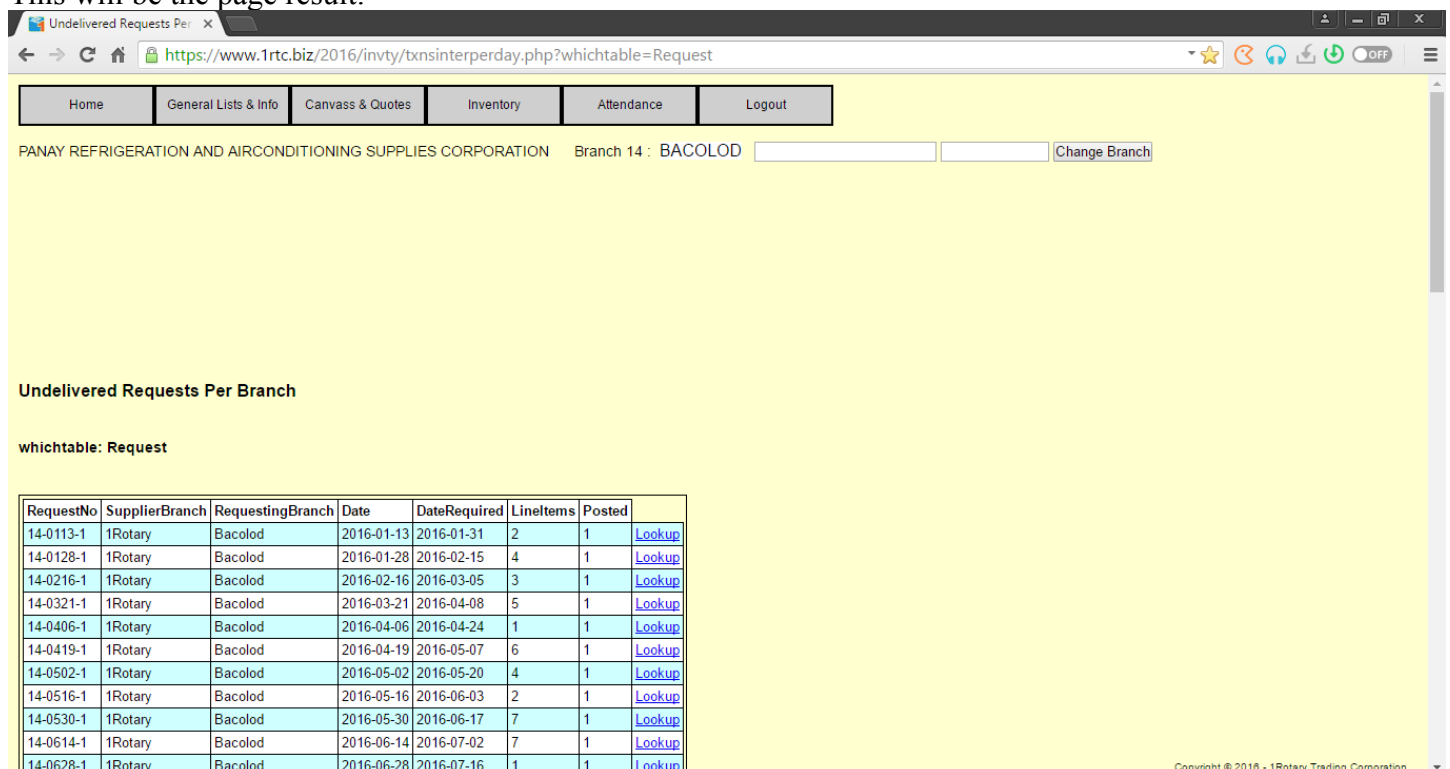 This will be the page result:
Undelivered Requests Per
https://www.1rtc.biz/2016/invty/txnsinterperday.php?whichtable=Request
OFF
Home General Lists & Info Canvass & Quotes Inventory Attendance Logout
PANAY REFRIGERATION AND AIRCONDITIONING SUPPLIES CORPORATION Branch 14 : BACOLOD Change Branch
Undelivered Requests Per Branch
whichtable: Request
RequestNo SupplierBranch RequestingBranch Date DateRequired LineItems Posted
14-0113-1 1Rotary Bacolod 2016-01-13 2016-01-31 2 1 Lookup
14-0128-1 1Rotary Bacolod 2016-01-28 2016-02-15 4 1 Lookup
14-0216-1 1Rotary Bacolod 2016-02-16 2016-03-05 3 1 Lookup
14-0321-1 1Rotary Bacolod 2016-03-21 2016-04-08 5 1 Lookup
14-0406-1 1Rotary Bacolod 2016-04-06 2016-04-24 1 1 Lookup
14-0419-1 1Rotary Bacolod 2016-04-19 2016-05-07 6 1 Lookup
14-0502-1 1Rotary Bacolod 2016-05-02 2016-05-20 4 1 Lookup
14-0516-1 1Rotary Bacolod 2016-05-16 2016-06-03 2 1 Lookup
14-0530-1 1Rotary Bacolod 2016-05-30 2016-06-17 7 1 Lookup
14-0614-1 1Rotary Bacolod 2016-06-14 2016-07-02 7 1 Lookup
14-0628-1 1Rotary Bacolod 2016-06-28 2016-07-16 1 1 Lookup
Copyright © 2016 - 1Rotary Trading Corporation